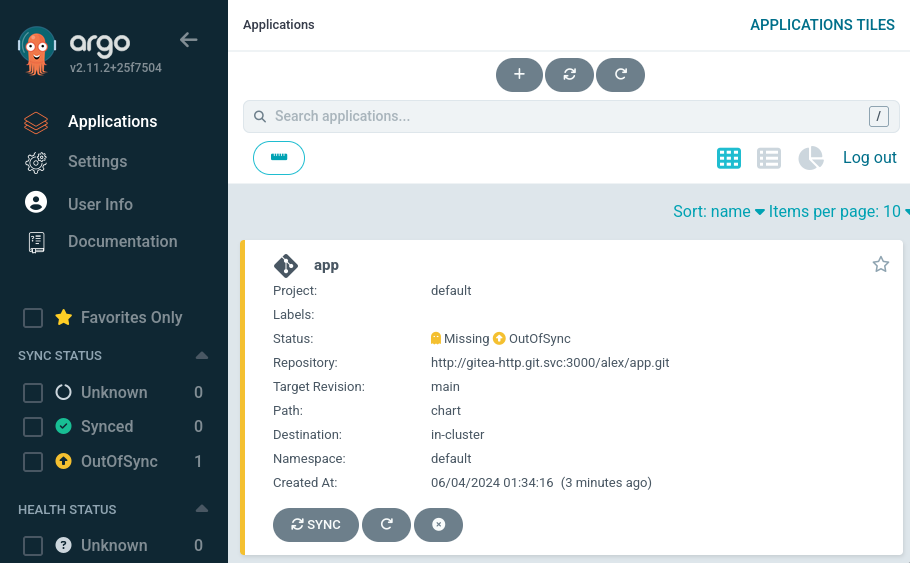 argo
v2.11.2+25f7504
Applications
Settings
User Info
Documentation
Favorites Only
SYNC STATUS
Unknown 0
Synced 0
OutOfSync 1
HEALTH STATUS
Unknown 0
Applications APPLICATIONS TILES
Search applications... /
Log out
Sort: name Items per page: 10
app
Project: default
Labels:
Status: Missing OutOfSync
Repository: http://gitea-http.git.svc:3000/alex/app.git
Target Revision: main
Path: chart
Destination: in-cluster
Namespace: default
Created At: 06/04/2024 01:34:16 (3 minutes ago)
SYNC